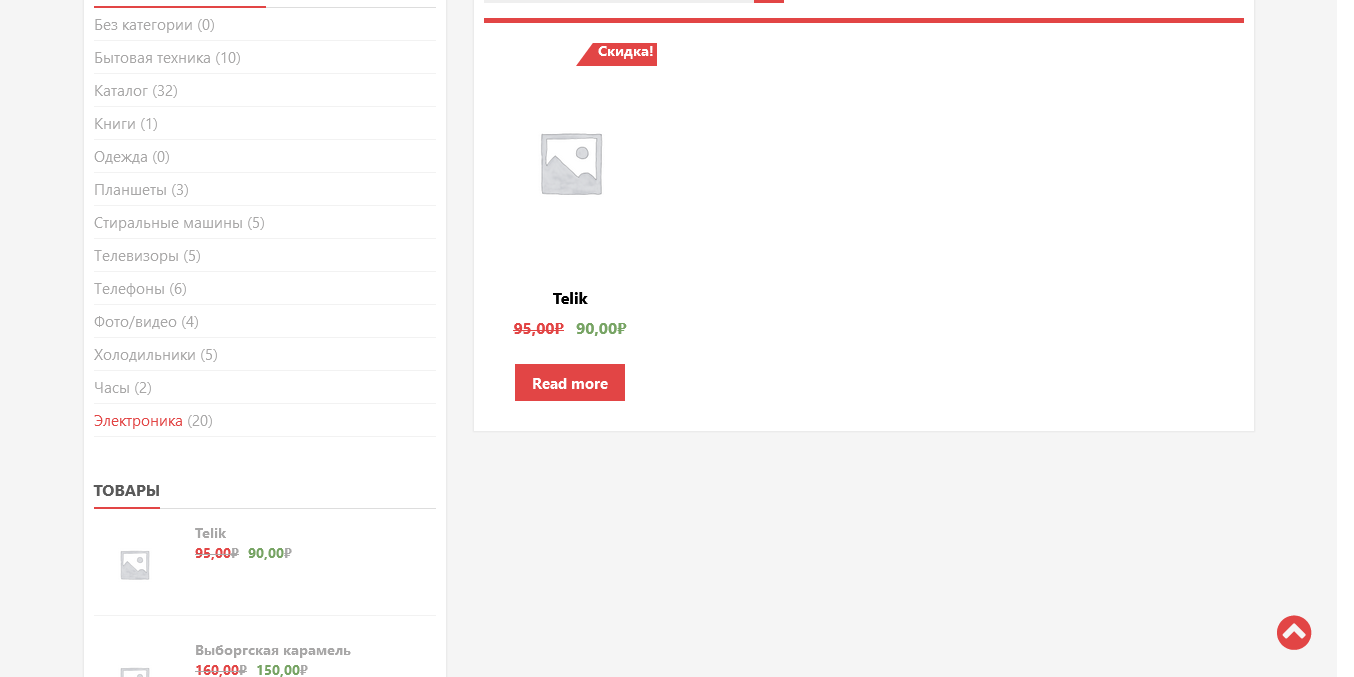 Без категории (0)
Бытовая техника (10)
Каталог (32)
Книги (1)
Одежда (0)
Планшеты (3)
Стиральные машины (5)
Телевизоры (5)
Телефоны (6)
Фото/видео (4)
Холодильники (5)
Часы (2)
Электроника (20)
ТОВАРЫ
Telik
95,00₽ 90,00₽
Выборгская карамель
160,00₽ 150,00₽
Скидка!
Telik
95,00₽ 90,00₽
Read more